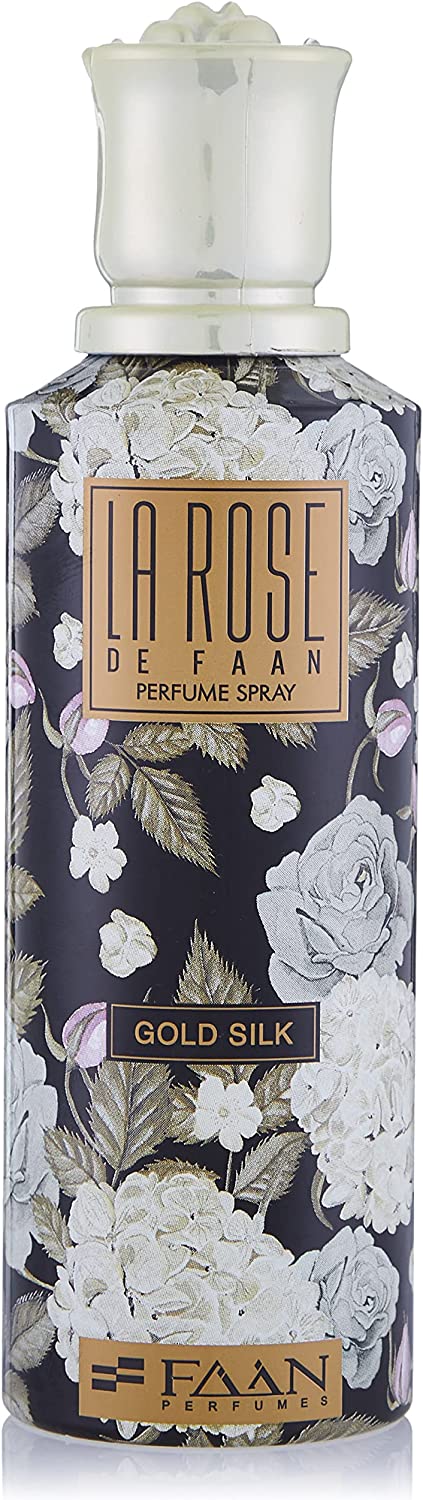 LA ROSE
DE FAAN
PERFUME SPRAY
GOLD SILK
FAAN
PERFUMES